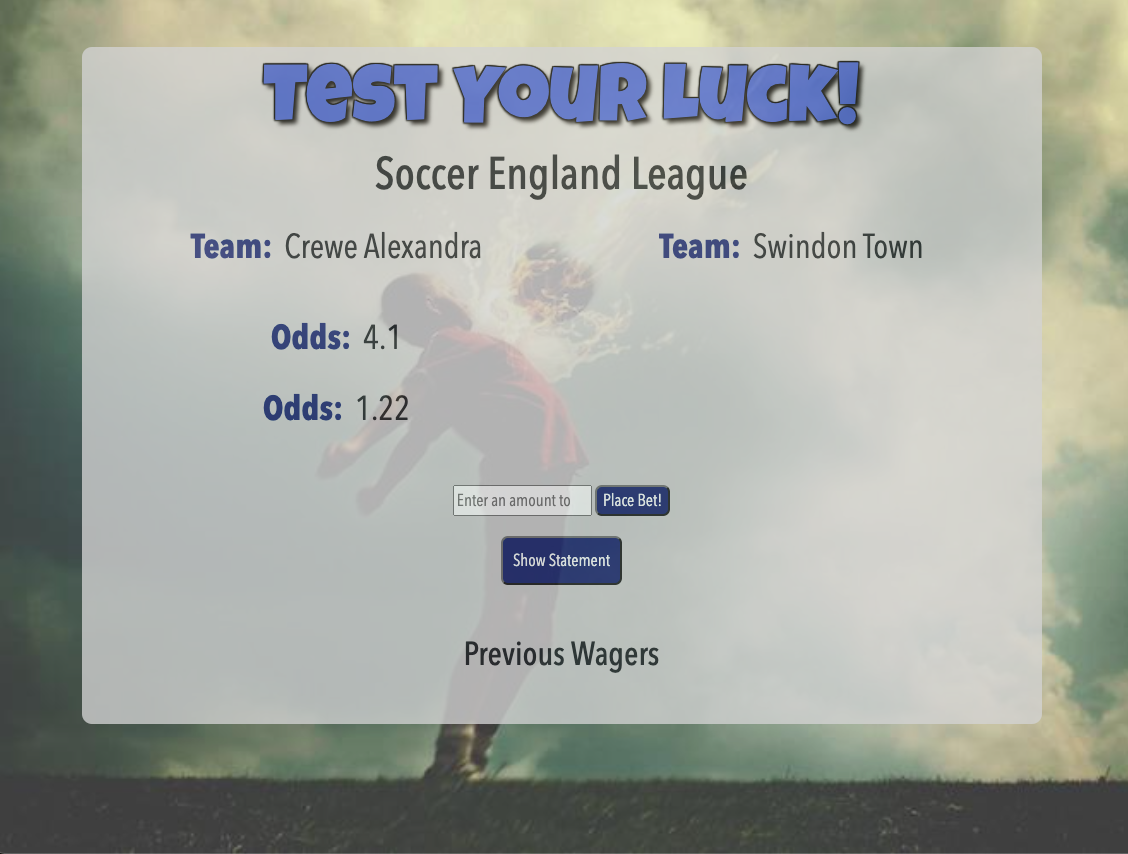 Test Your Luck!
Soccer England League
Team: Crewe Alexandra Team: Swindon Town
Odds: 4.1
Odds: 1.22
Enter an amount to Place Bet!
Show Statement
Previous Wagers